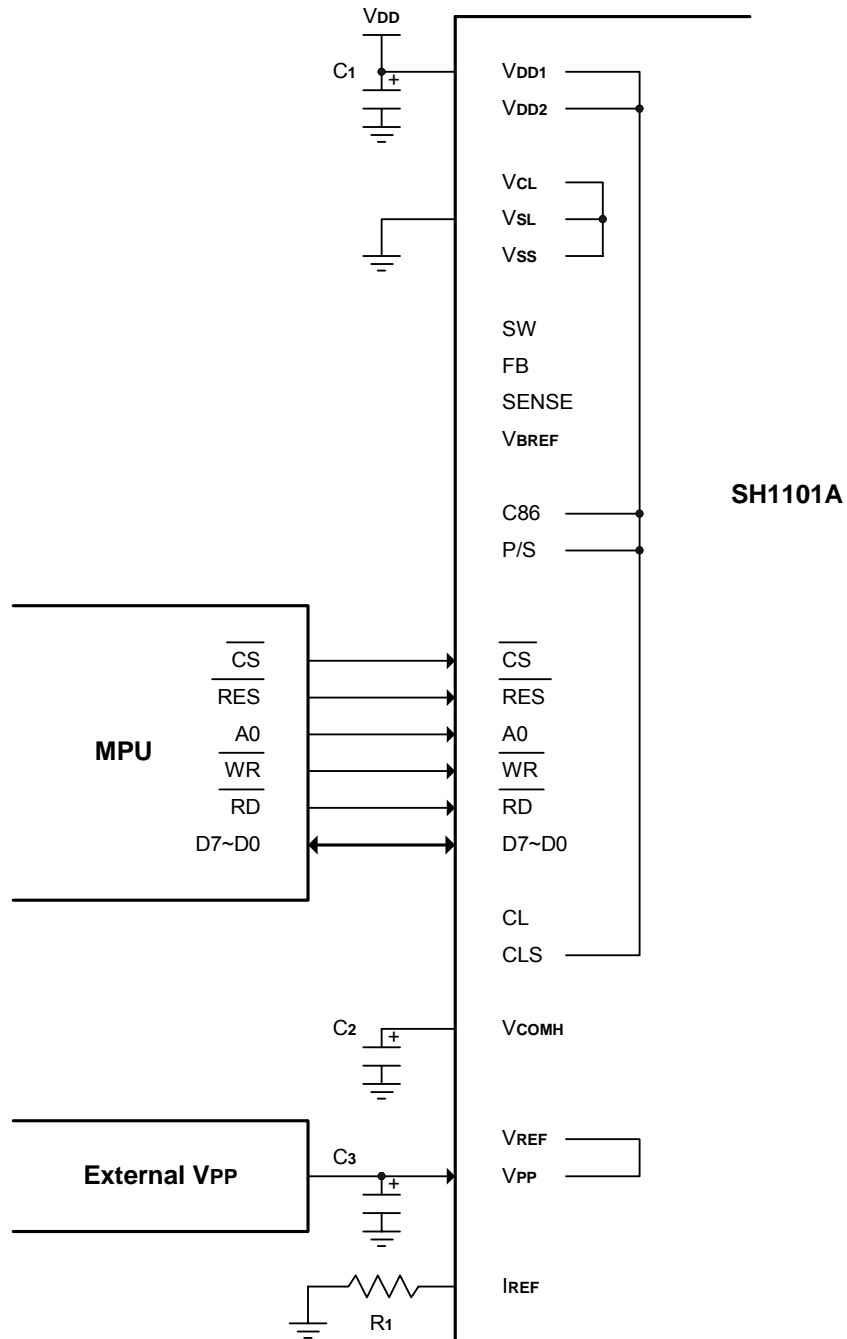 VDD
C1
+
VDD1
VDD2
VCL
VSL
VSS
SW
FB
SENSE
VBREF
SH1101A
C86
P/S
MPU
CS
RES
A0
WR
RD
D7~D0
CS
RES
A0
WR
RD
D7~D0
CL
CLS
C2
+
VCOMH
External VPP
C3
+
VREF
VPP
IREF
R1